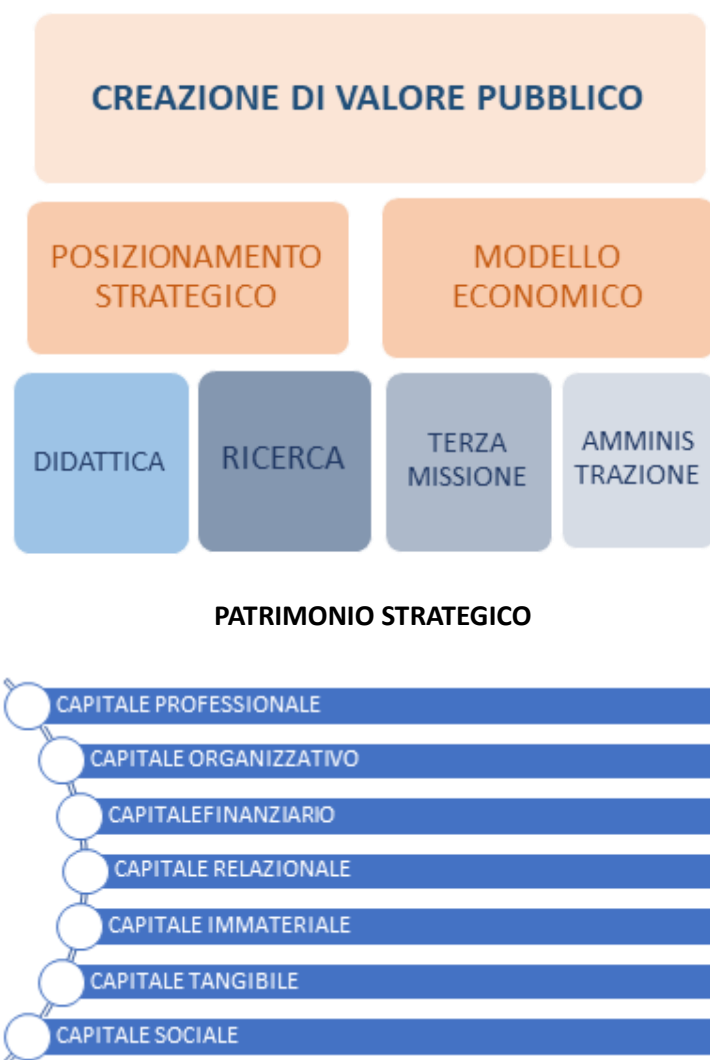 CREAZIONE DI VALORE PUBBLICO
POSIZIONAMENTO
STRATEGICO
MODELLO
ECONOMICO
DIDATTICA
RICERCA
TERZA
MISSIONE
AMMINIS
TRAZIONE
PATRIMONIO STRATEGICO
CAPITALE PROFESSIONALE
CAPITALE ORGANIZZATIVO
CAPITALEFINANZIARIO
CAPITALE RELAZIONALE
CAPITALE IMMATERIALE
CAPITALE TANGIBILE
CAPITALE SOCIALE